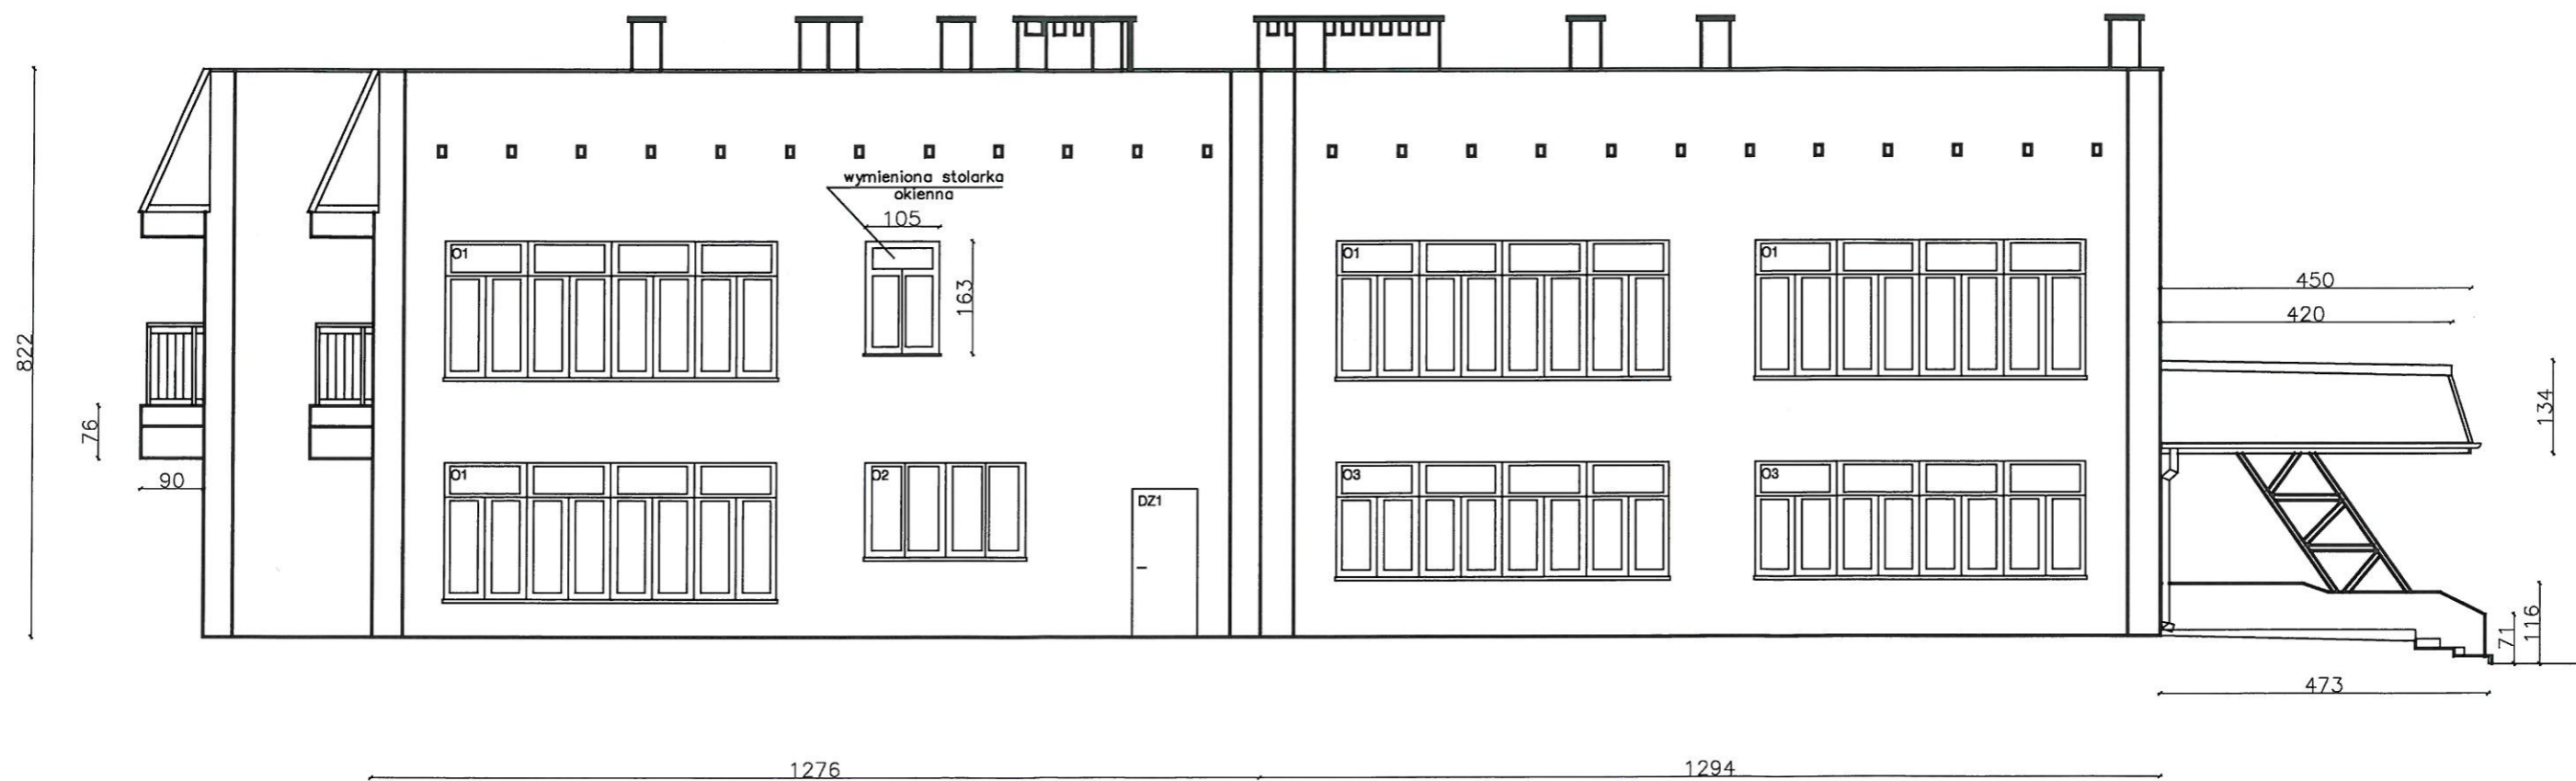 wymieniona stolarka
okienna
105
O1
163
O1
O1
450
420
822
134
76
90
O1
O2
DZ1
O3
O3
71
116
473
1276
1294